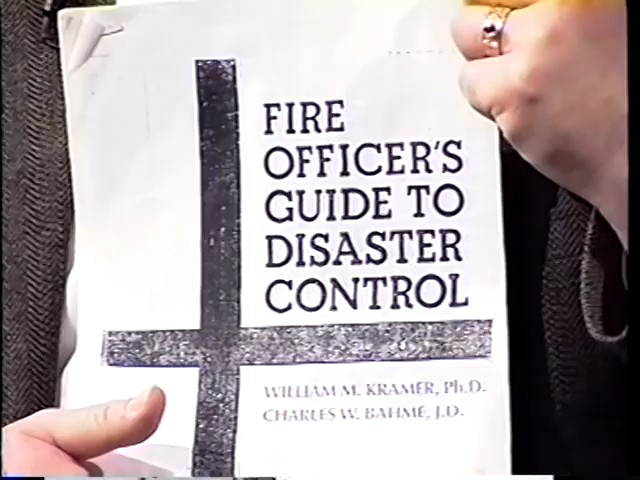 FIRE
OFFICER'S
GUIDE TO
DISASTER
CONTROL
WILLIAM M. KRAMER, Ph.D.
CHARLES W. BAHME, J.D.